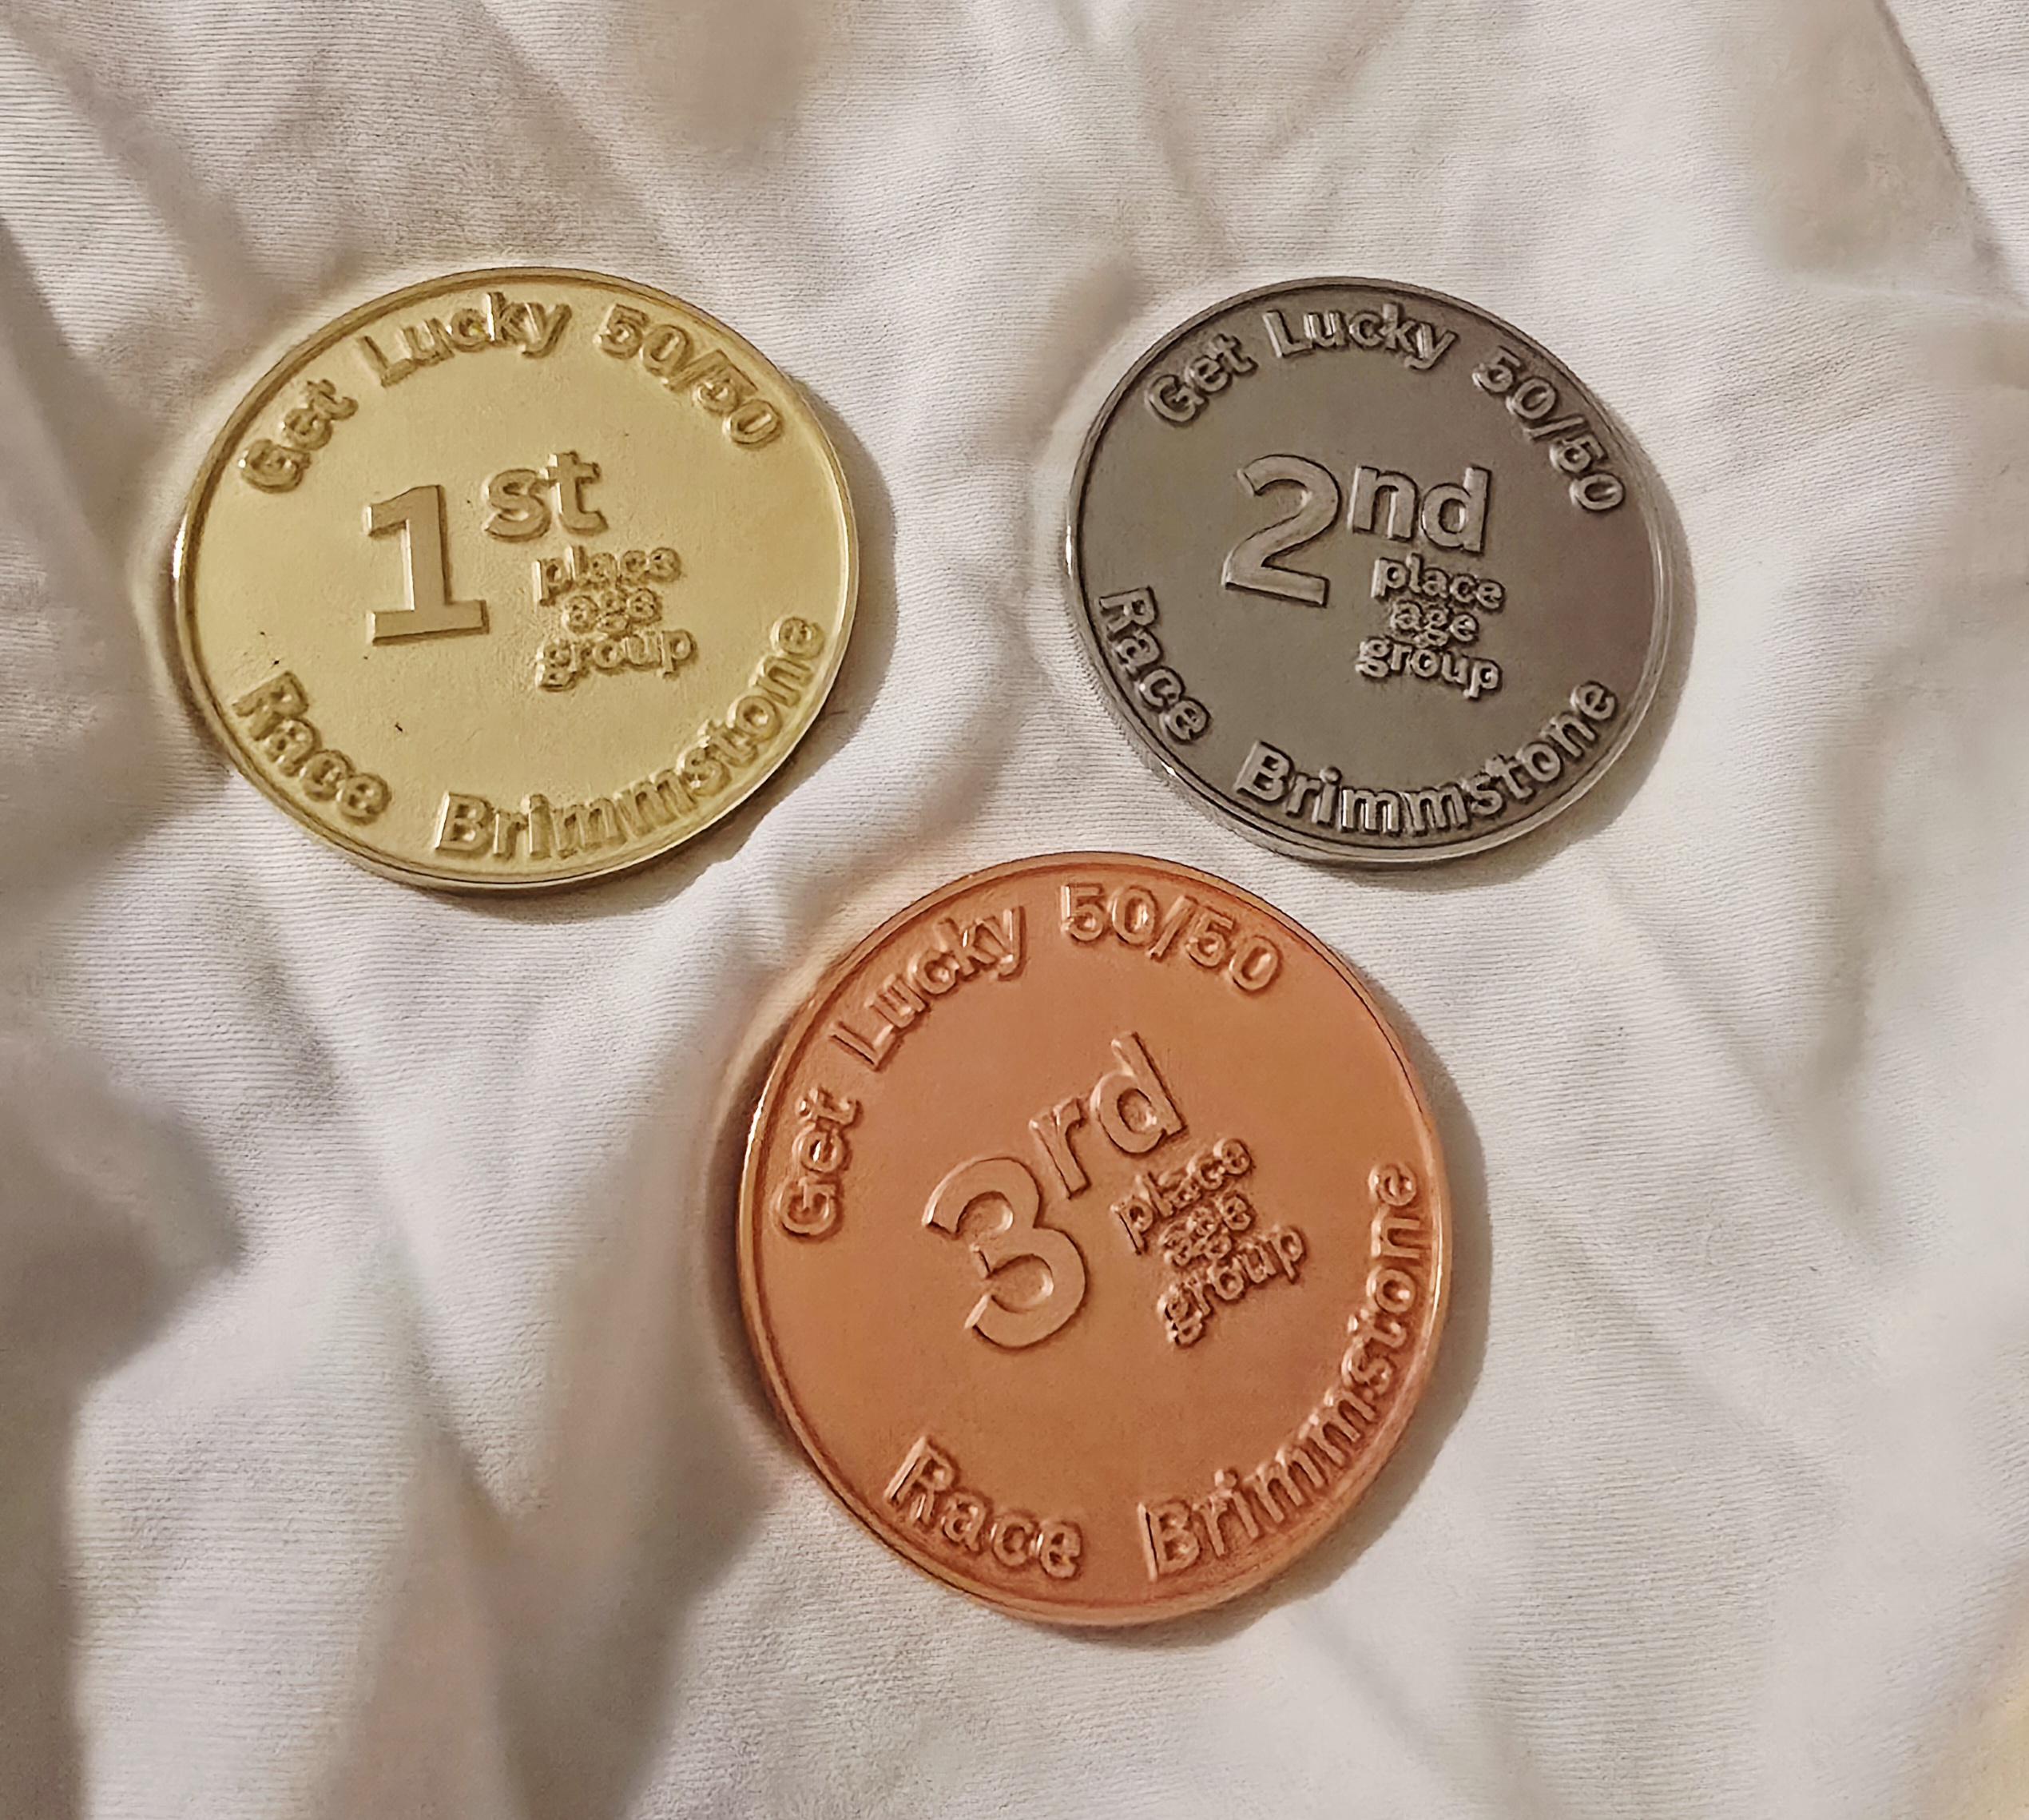 Get Lucky 50/50
1st
place
age
group
Race Brimmstone
Get Lucky 50/50
2nd
place
age
group
Race Brimmstone
Get Lucky 50/50
3rd
place
age
group
Race Brimmstone